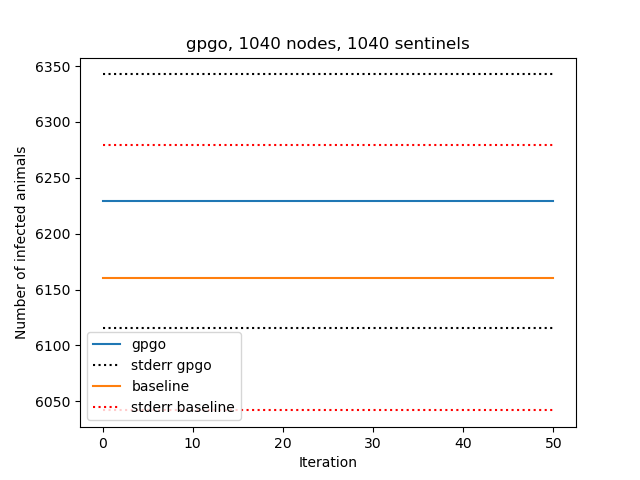 gpgo, 1040 nodes, 1040 sentinels
6350
6300
6250
6200
6150
6100
6050
Number of infected animals
gpgo
stderr gpgo
baseline
stderr baseline
0 10 20 30 40 50
Iteration